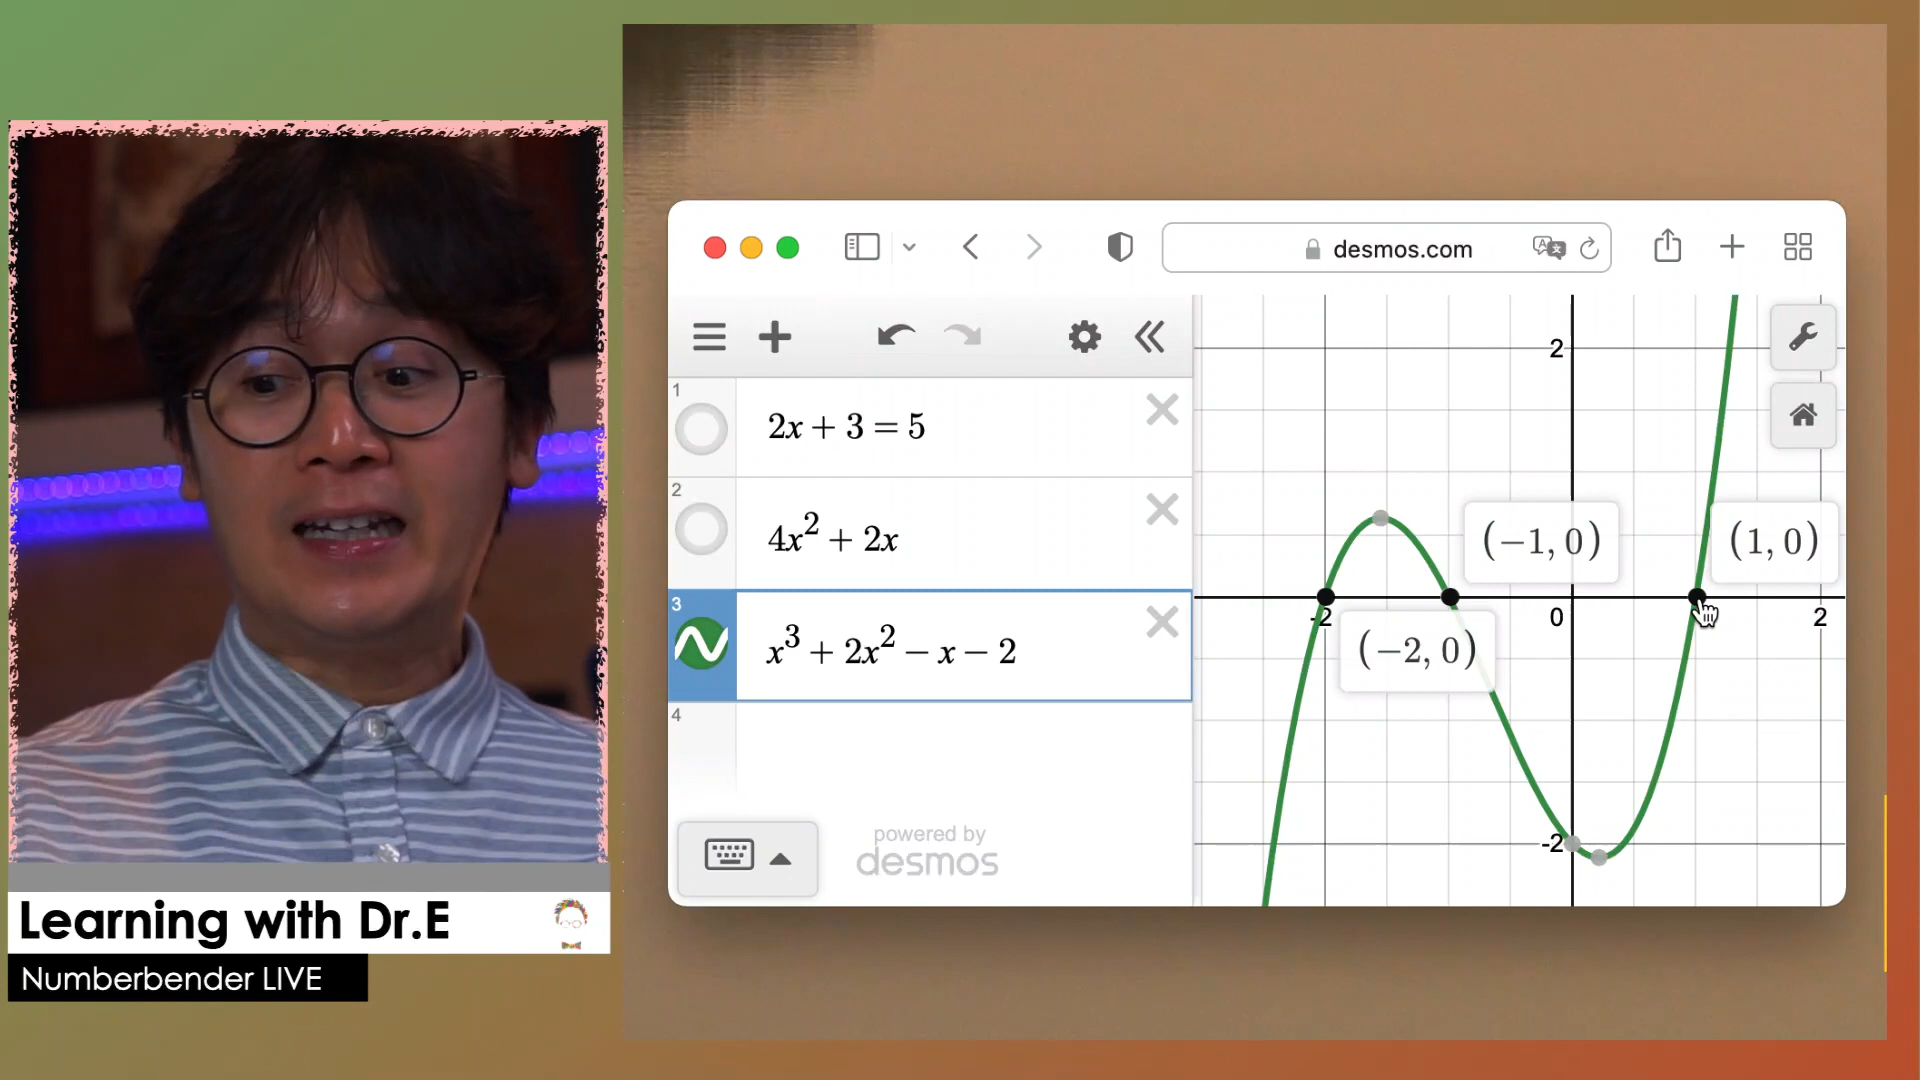 desmos.com
1
2x + 3 = 5
2
4x² + 2x
3
x³ + 2x² − x − 2
4
powered by
desmos
2
(−1, 0)
(1, 0)
-2
0
2
(−2, 0)
-2
Learning with Dr.E
Numberbender LIVE